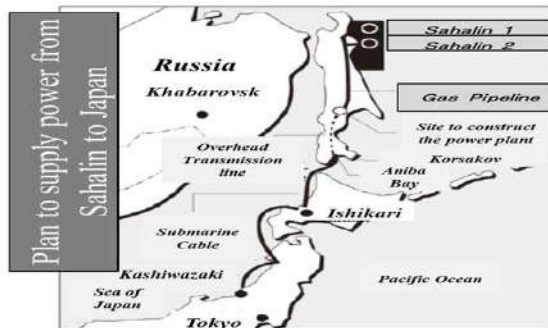 Plan to supply power from
Sahalin to Japan
Sahalin 1
Sahalin 2
Russia
Khabarovsk
Gas Pipeline
Site to construct
the power plant
Korsakov
Overhead
Transmission
line
Aniba
Bay
Ishikari
Submarine
Cable
Kashiwazaki
Sea of
Japan
Pacific Ocean
Tokyo